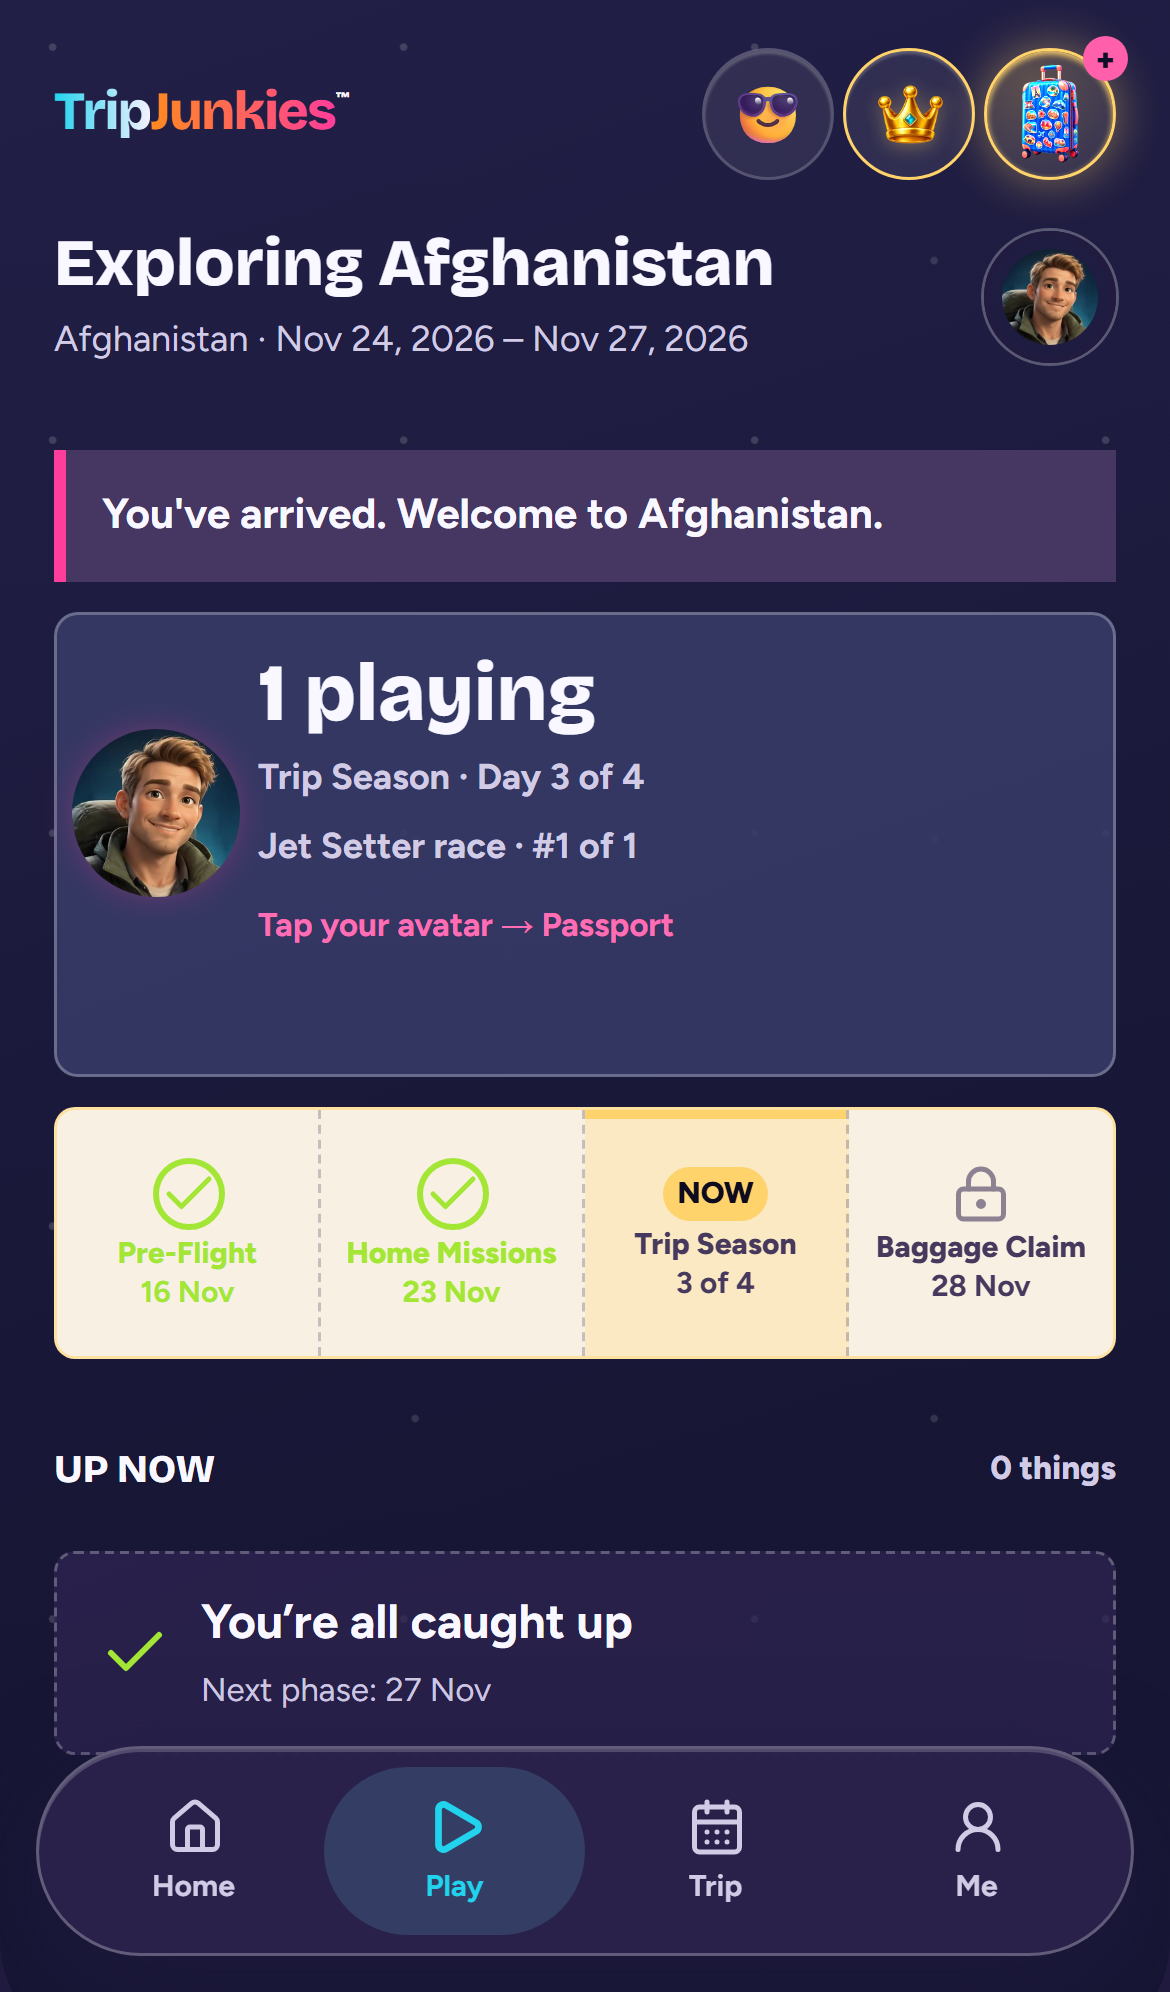 TripJunkies™
+
Exploring Afghanistan
Afghanistan · Nov 24, 2026 – Nov 27, 2026
You've arrived. Welcome to Afghanistan.
1 playing
Trip Season · Day 3 of 4
Jet Setter race · #1 of 1
Tap your avatar → Passport
Pre-Flight
16 Nov
Home Missions
23 Nov
NOW
Trip Season
3 of 4
Baggage Claim
28 Nov
UP NOW
0 things
You’re all caught up
Next phase: 27 Nov
Home
Play
Trip
Me